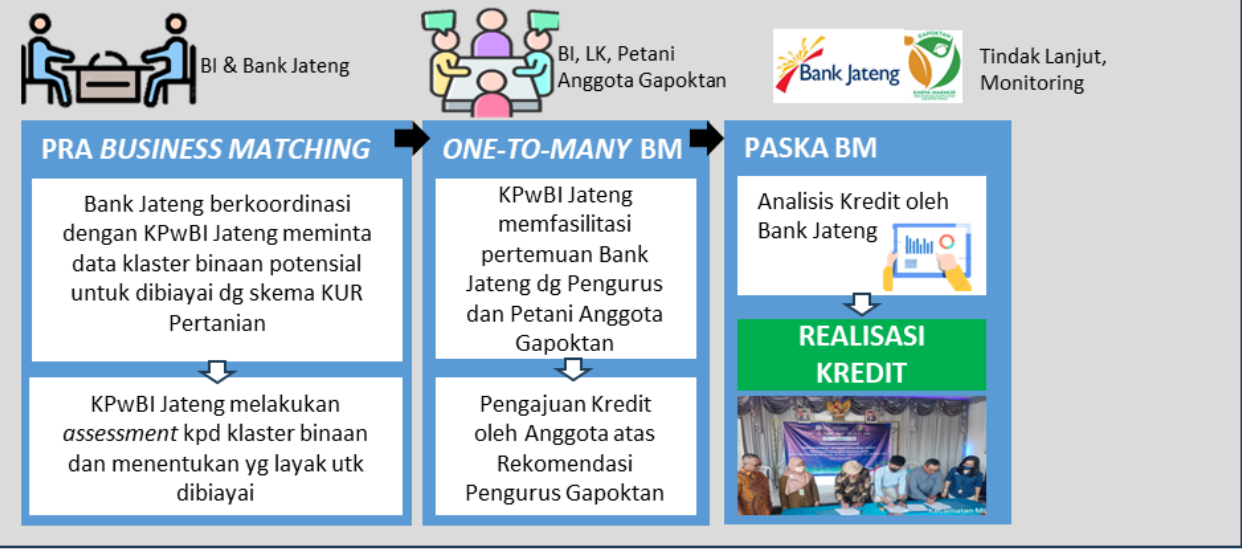 BI & Bank Jateng
PRA BUSINESS MATCHING
Bank Jateng berkoordinasi
dengan KPwBI Jateng meminta
data klaster binaan potensial
untuk dibiayai dg skema KUR
Pertanian
KPwBI Jateng melakukan
assessment kpd klaster binaan
dan menentukan yg layak utk
dibiayai
BI, LK, Petani
Anggota Gapoktan
ONE-TO-MANY BM
KPwBI Jateng
memfasilitasi
pertemuan Bank
Jateng dg Pengurus
dan Petani Anggota
Gapoktan
Pengajuan Kredit
oleh Anggota atas
Rekomendasi
Pengurus Gapoktan
Bank Jateng
GAPOKTAN
KARYA MAKMUR
Tindak Lanjut,
Monitoring
PASKA BM
Analisis Kredit oleh
Bank Jateng
REALISASI
KREDIT